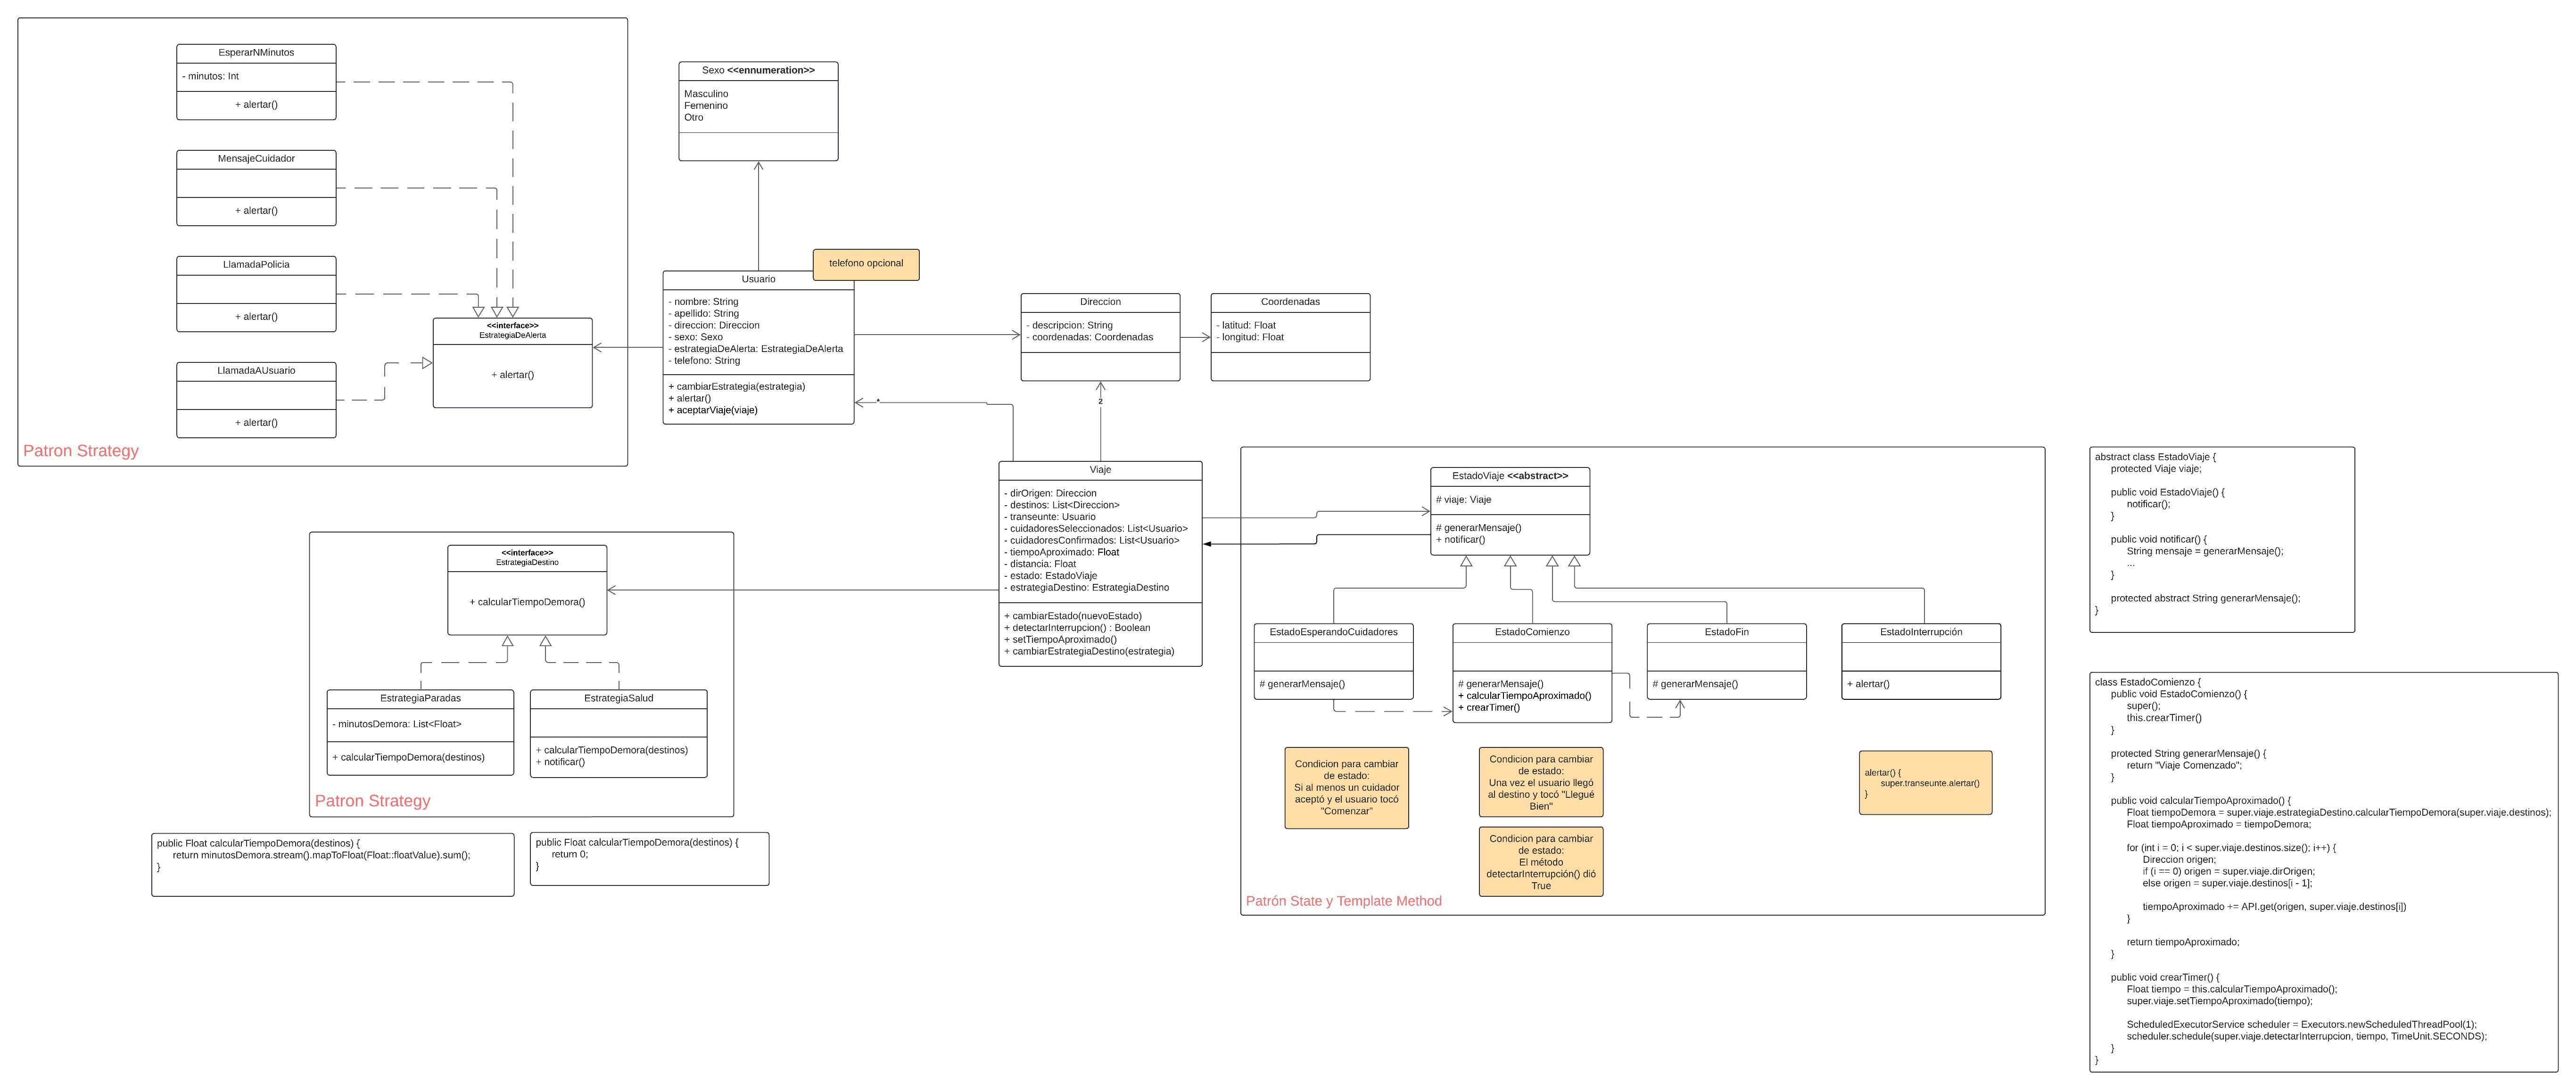 EsperarNMinutos
- minutos: Int
+ alertar()
MensajeCuidador
+ alertar()
LlamadaPolicia
+ alertar()
LlamadaAUsuario
+ alertar()
<<interface>>
EstrategiaDeAlerta
+ alertar()
Patron Strategy
Sexo <<ennumeration>>
Masculino
Femenino
Otro
telefono opcional
Usuario
- nombre: String
- apellido: String
- direccion: Direccion
- sexo: Sexo
- estrategiaDeAlerta: EstrategiaDeAlerta
- telefono: String
+ cambiarEstrategia(estrategia)
+ alertar()
+ aceptarViaje(viaje)
*
Direccion
- descripcion: String
- coordenadas: Coordenadas
Coordenadas
- latitud: Float
- longitud: Float
2
Viaje
- dirOrigen: Direccion
- destinos: List<Direccion>
- transeunte: Usuario
- cuidadoresSeleccionados: List<Usuario>
- cuidadoresConfirmados: List<Usuario>
- tiempoAproximado: Float
- distancia: Float
- estado: EstadoViaje
- estrategiaDestino: EstrategiaDestino
+ cambiarEstado(nuevoEstado)
+ detectarInterrupcion() : Boolean
+ setTiempoAproximado()
+ cambiarEstrategiaDestino(estrategia)
<<interface>>
EstrategiaDestino
+ calcularTiempoDemora()
EstrategiaParadas
- minutosDemora: List<Float>
+ calcularTiempoDemora(destinos)
EstrategiaSalud
+ calcularTiempoDemora(destinos)
+ notificar()
Patron Strategy
public Float calcularTiempoDemora(destinos) {
return minutosDemora.stream().mapToFloat(Float::floatValue).sum();
}
public Float calcularTiempoDemora(destinos) {
return 0;
}
EstadoViaje <<abstract>>
# viaje: Viaje
# generarMensaje()
+ notificar()
EstadoEsperandoCuidadores
# generarMensaje()
EstadoComienzo
# generarMensaje()
+ calcularTiempoAproximado()
+ crearTimer()
EstadoFin
# generarMensaje()
EstadoInterrupción
+ alertar()
Condicion para cambiar
de estado:
Si al menos un cuidador
aceptó y el usuario tocó
"Comenzar"
Condicion para cambiar
de estado:
Una vez el usuario llegó
al destino y tocó "Llegué
Bien"
Condicion para cambiar
de estado:
El método
detectarInterrupción() dió
True
alertar() {
super.transeunte.alertar()
}
Patrón State y Template Method
abstract class EstadoViaje {
protected Viaje viaje;
public void EstadoViaje() {
notificar();
}
public void notificar() {
String mensaje = generarMensaje();
...
}
protected abstract String generarMensaje();
}
class EstadoComienzo {
public void EstadoComienzo() {
super();
this.crearTimer()
}
protected String generarMensaje() {
return "Viaje Comenzado";
}
public void calcularTiempoAproximado() {
Float tiempoDemora = super.viaje.estrategiaDestino.calcularTiempoDemora(super.viaje.destinos);
Float tiempoAproximado = tiempoDemora;
for (int i = 0; i < super.viaje.destinos.size(); i++) {
Direccion origen;
if (i == 0) origen = super.viaje.dirOrigen;
else origen = super.viaje.destinos[i - 1];
tiempoAproximado += API.get(origen, super.viaje.destinos[i])
}
return tiempoAproximado;
}
public void crearTimer() {
Float tiempo = this.calcularTiempoAproximado();
super.viaje.setTiempoAproximado(tiempo);
ScheduledExecutorService scheduler = Executors.newScheduledThreadPool(1);
scheduler.schedule(super.viaje.detectarInterrupcion, tiempo, TimeUnit.SECONDS);
}
}